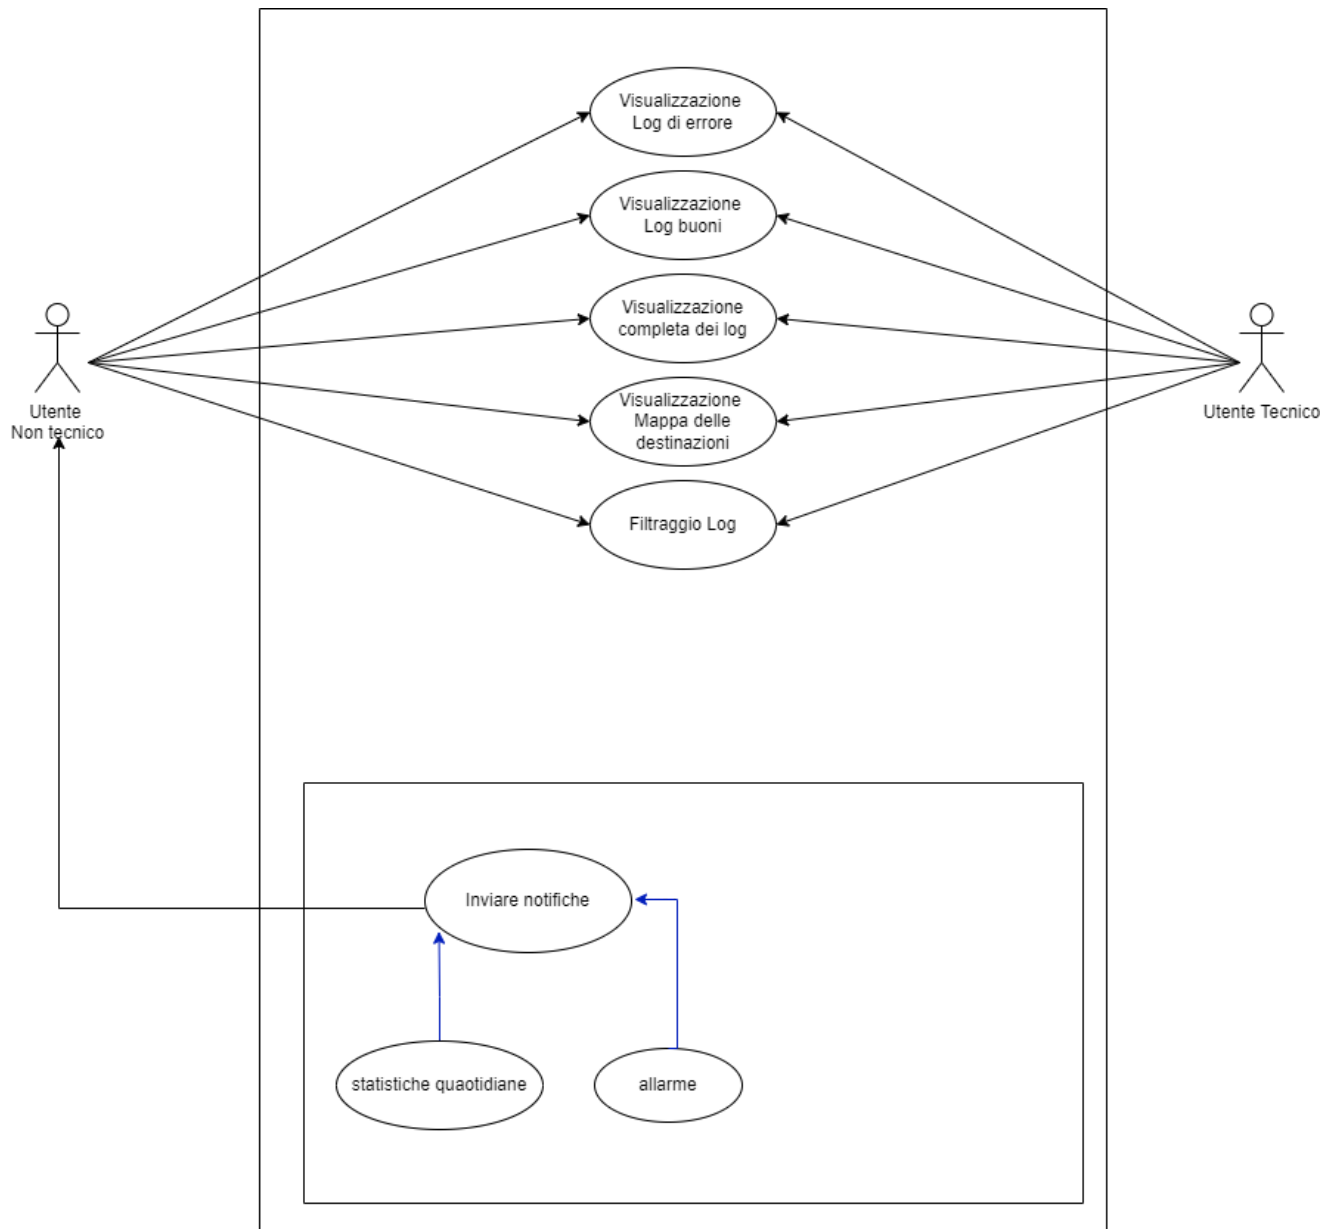 Visualizzazione
Log di errore
Visualizzazione
Log buoni
Visualizzazione
completa dei log
Visualizzazione
Mappa delle
destinazioni
Filtraggio Log
Utente
Non tecnico
Utente Tecnico
Inviare notifiche
statistiche quaotidiane
allarme